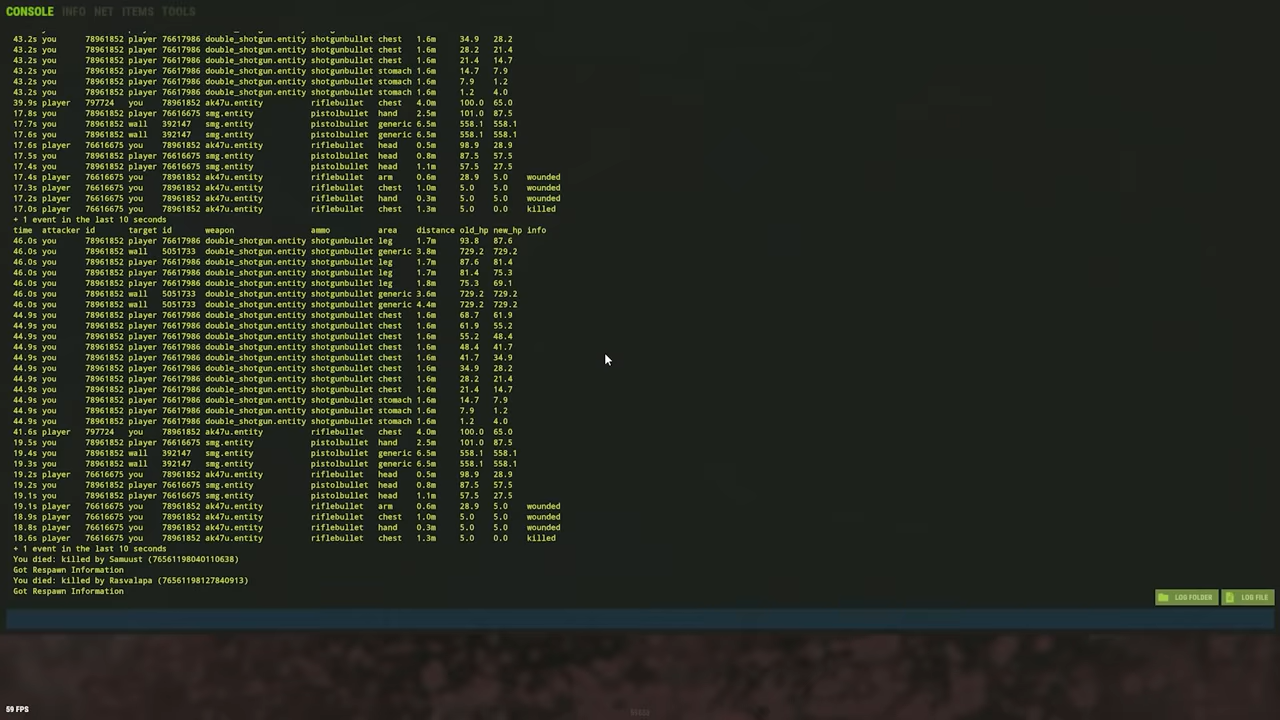 CONSOLE INFO NET ITEMS TOOLS
43.2s you 78961852 player 76617986 double_shotgun.entity shotgunbullet chest 1.6m 34.9 28.2
43.2s you 78961852 player 76617986 double_shotgun.entity shotgunbullet chest 1.6m 28.2 21.4
43.2s you 78961852 player 76617986 double_shotgun.entity shotgunbullet chest 1.6m 21.4 14.7
43.2s you 78961852 player 76617986 double_shotgun.entity shotgunbullet stomach 1.6m 14.7 7.9
43.2s you 78961852 player 76617986 double_shotgun.entity shotgunbullet stomach 1.6m 7.9 1.2
43.2s you 78961852 player 76617986 double_shotgun.entity shotgunbullet stomach 1.6m 1.2 4.0
39.9s player 797724 you 78961852 ak47u.entity riflebullet chest 4.0m 100.0 65.0
17.8s you 78961852 player 76616675 smg.entity pistolbullet hand 2.5m 101.0 87.5
17.7s you 78961852 wall 392147 smg.entity pistolbullet generic 6.5m 558.1 558.1
17.6s you 78961852 wall 392147 smg.entity pistolbullet generic 6.5m 558.1 558.1
17.6s player 76616675 you 78961852 ak47u.entity riflebullet head 0.5m 98.9 28.9
17.5s you 78961852 player 76616675 smg.entity pistolbullet head 0.8m 87.5 57.5
17.4s you 78961852 player 76616675 smg.entity pistolbullet head 1.1m 57.5 27.5
17.4s player 76616675 you 78961852 ak47u.entity riflebullet arm 0.6m 28.9 5.0 wounded
17.3s player 76616675 you 78961852 ak47u.entity riflebullet chest 1.0m 5.0 5.0 wounded
17.2s player 76616675 you 78961852 ak47u.entity riflebullet hand 0.3m 5.0 5.0 wounded
17.0s player 76616675 you 78961852 ak47u.entity riflebullet chest 1.3m 5.0 0.0 killed
+ 1 event in the last 10 seconds
time attacker id target id weapon ammo area distance old_hp new_hp info
46.0s you 78961852 player 76617986 double_shotgun.entity shotgunbullet leg 1.7m 93.8 87.6
46.0s you 78961852 wall 5051733 double_shotgun.entity shotgunbullet generic 3.8m 729.2 729.2
46.0s you 78961852 player 76617986 double_shotgun.entity shotgunbullet leg 1.7m 87.6 81.4
46.0s you 78961852 player 76617986 double_shotgun.entity shotgunbullet leg 1.7m 81.4 75.3
46.0s you 78961852 player 76617986 double_shotgun.entity shotgunbullet leg 1.8m 75.3 69.1
46.0s you 78961852 wall 5051733 double_shotgun.entity shotgunbullet generic 3.6m 729.2 729.2
46.0s you 78961852 wall 5051733 double_shotgun.entity shotgunbullet generic 4.4m 729.2 729.2
44.9s you 78961852 player 76617986 double_shotgun.entity shotgunbullet chest 1.6m 68.7 61.9
44.9s you 78961852 player 76617986 double_shotgun.entity shotgunbullet chest 1.6m 61.9 55.2
44.9s you 78961852 player 76617986 double_shotgun.entity shotgunbullet chest 1.6m 55.2 48.4
44.9s you 78961852 player 76617986 double_shotgun.entity shotgunbullet chest 1.6m 48.4 41.7
44.9s you 78961852 player 76617986 double_shotgun.entity shotgunbullet chest 1.6m 41.7 34.9
44.9s you 78961852 player 76617986 double_shotgun.entity shotgunbullet chest 1.6m 34.9 28.2
44.9s you 78961852 player 76617986 double_shotgun.entity shotgunbullet chest 1.6m 28.2 21.4
44.9s you 78961852 player 76617986 double_shotgun.entity shotgunbullet chest 1.6m 21.4 14.7
44.9s you 78961852 player 76617986 double_shotgun.entity shotgunbullet stomach 1.6m 14.7 7.9
44.9s you 78961852 player 76617986 double_shotgun.entity shotgunbullet stomach 1.6m 7.9 1.2
44.9s you 78961852 player 76617986 double_shotgun.entity shotgunbullet stomach 1.6m 1.2 4.0
41.6s player 797724 you 78961852 ak47u.entity riflebullet chest 4.0m 100.0 65.0
19.5s you 78961852 player 76616675 smg.entity pistolbullet hand 2.5m 101.0 87.5
19.4s you 78961852 wall 392147 smg.entity pistolbullet generic 6.5m 558.1 558.1
19.3s you 78961852 wall 392147 smg.entity pistolbullet generic 6.5m 558.1 558.1
19.2s player 76616675 you 78961852 ak47u.entity riflebullet head 0.5m 98.9 28.9
19.2s you 78961852 player 76616675 smg.entity pistolbullet head 0.8m 87.5 57.5
19.1s you 78961852 player 76616675 smg.entity pistolbullet head 1.1m 57.5 27.5
19.1s player 76616675 you 78961852 ak47u.entity riflebullet arm 0.6m 28.9 5.0 wounded
18.9s player 76616675 you 78961852 ak47u.entity riflebullet chest 1.0m 5.0 5.0 wounded
18.8s player 76616675 you 78961852 ak47u.entity riflebullet hand 0.3m 5.0 5.0 wounded
18.6s player 76616675 you 78961852 ak47u.entity riflebullet chest 1.3m 5.0 0.0 killed
+ 1 event in the last 10 seconds
You died: killed by Samuust (76561198040110638)
Got Respawn Information
You died: killed by Rasvalapa (76561198127840913)
Got Respawn Information
LOG FOLDER LOG FILE
59 FPS